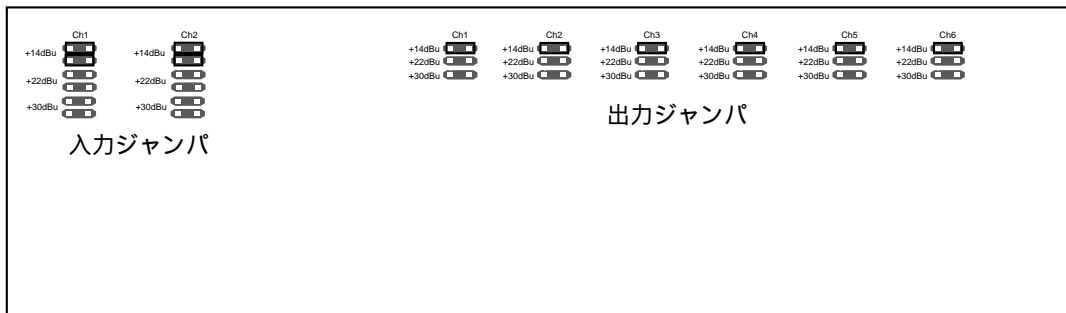 Ch1 Ch2 Ch1 Ch2 Ch3 Ch4 Ch5 Ch6
+14dBu +14dBu +14dBu +14dBu +14dBu +14dBu +14dBu +14dBu
+22dBu +22dBu +22dBu +22dBu +22dBu +22dBu +22dBu +22dBu
+30dBu +30dBu +30dBu +30dBu +30dBu +30dBu +30dBu +30dBu
入力ジャンパ 出力ジャンパ